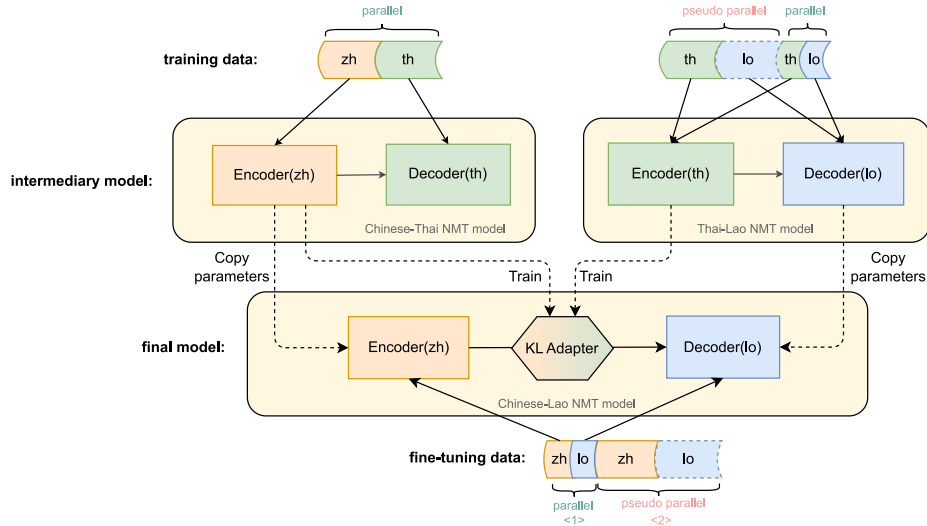 parallel
pseudo parallel
parallel
training data:
zh
th
th
lo
th
lo
intermediary model:
Encoder(zh)
Decoder(th)
Chinese-Thai NMT model
Encoder(th)
Decoder(lo)
Thai-Lao NMT model
Copy
parameters
Train
Train
Copy
parameters
final model:
Encoder(zh)
KL Adapter
Decoder(lo)
Chinese-Lao NMT model
fine-tuning data:
zh
lo
zh
lo
parallel
<1>
pseudo parallel
<2>